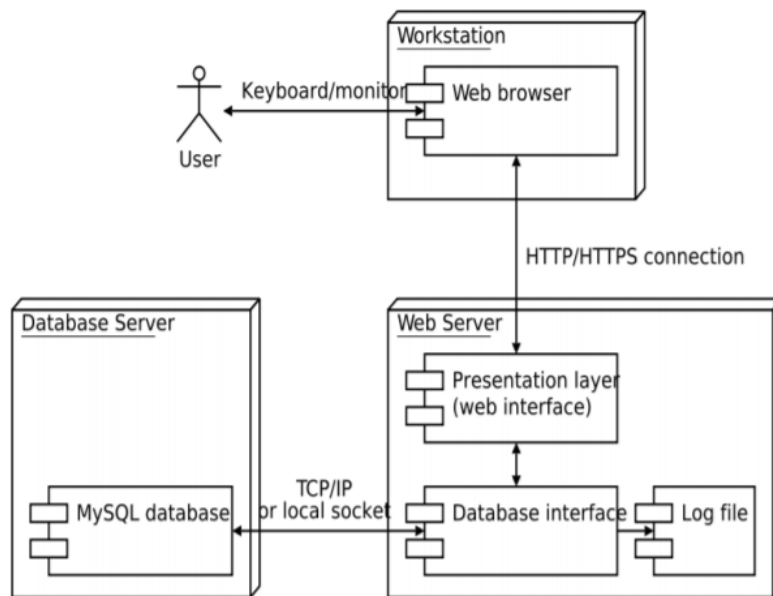 Workstation
Keyboard/monitor
Web browser
User
HTTP/HTTPS connection
Database Server
Web Server
Presentation layer
(web interface)
TCP/IP
or local socket
MySQL database
Database interface
Log file